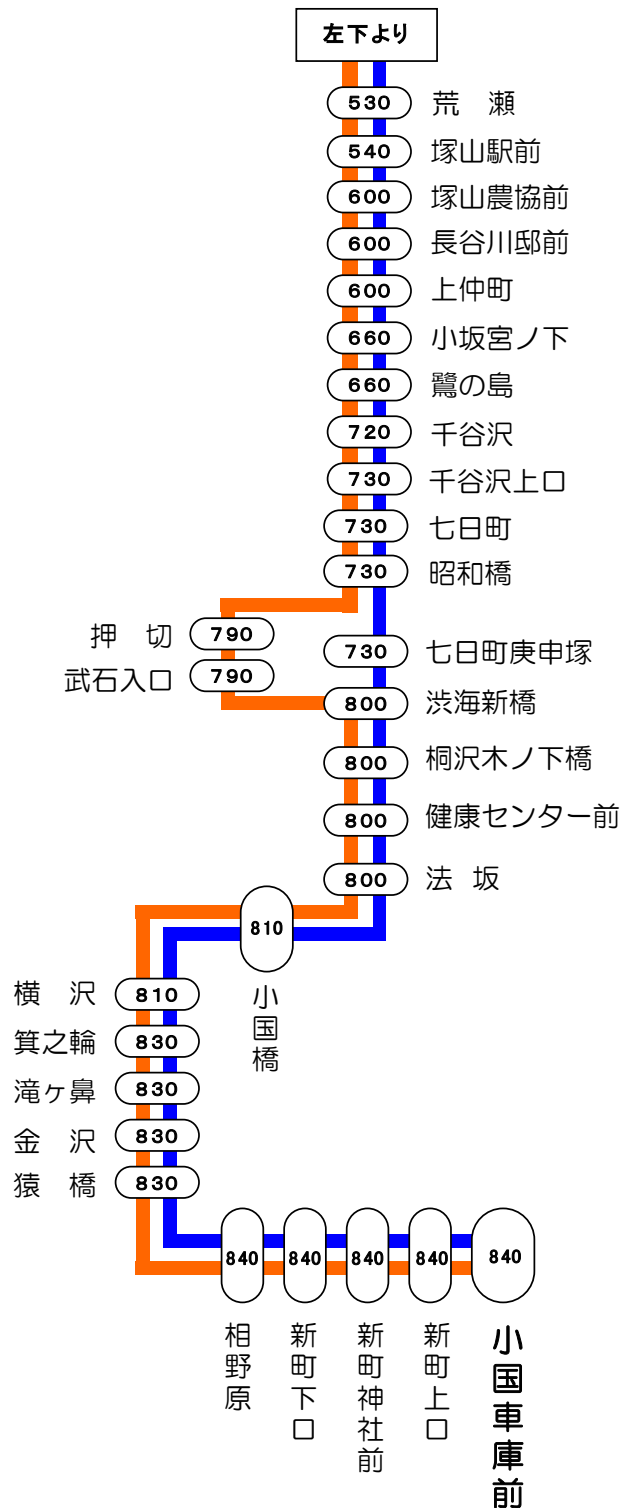 左下より
530 荒 瀬
540 塚山駅前
600 塚山農協前
600 長谷川邸前
600 上仲町
660 小坂宮ノ下
660 鷺の島
720 千谷沢
730 千谷沢上口
730 七日町
730 昭和橋
押 切 790
武石入口 790
730 七日町庚申塚
800 渋海新橋
800 桐沢木ノ下橋
800 健康センター前
800 法 坂
810
小国橋
横 沢 810
箕之輪 830
滝ヶ鼻 830
金 沢 830
猿 橋 830
840 840 840 840 840
相野原
新町下口
新町神社前
新町上口
小国車庫前